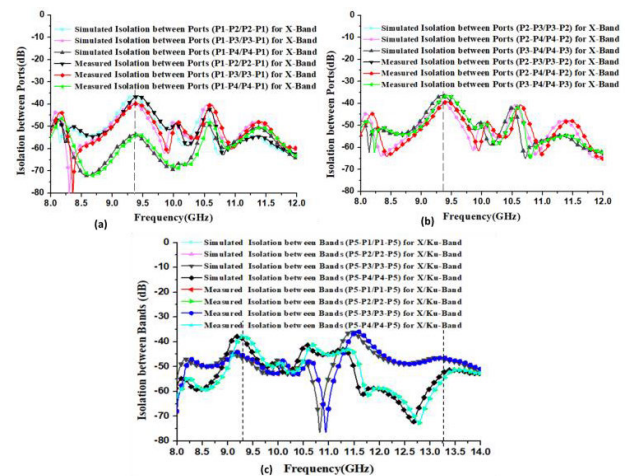 Simulated Isolation between Ports (P1-P2/P2-P1) for X-Band
Simulated Isolation between Ports (P1-P3/P3-P1) for X-Band
Simulated Isolation between Ports (P1-P4/P4-P1) for X-Band
Measured Isolation between Ports (P1-P2/P2-P1) for X-Band
Measured Isolation between Ports (P1-P3/P3-P1) for X-Band
Measured Isolation between Ports (P1-P4/P4-P1) for X-Band
Isolation between Ports(dB)
-30
-40
-50
-60
-70
-80
8.0 8.5 9.0 9.5 10.0 10.5 11.0 11.5 12.0
(a)
Frequency(GHz)
Simulated Isolation between Ports (P2-P3/P3-P2) for X-Band
Simulated Isolation between Ports (P2-P4/P4-P2) for X-Band
Simulated Isolation between Ports (P3-P4/P4-P3) for X-Band
Measured Isolation between Ports (P2-P3/P3-P2) for X-Band
Measured Isolation between Ports (P2-P4/P4-P2) for X-Band
Measured Isolation between Ports (P3-P4/P4-P3) for X-Band
Isolation between Ports(dB)
0
-10
-20
-30
-40
-50
-60
-70
-80
8.0 8.5 9.0 9.5 10.0 10.5 11.0 11.5 12.0
(b)
Frequency(GHz)
Simulated Isolation between Bands (P5-P1/P1-P5) for X/Ku-Band
Simulated Isolation between Bands (P5-P2/P2-P5) for X/Ku-Band
Simulated Isolation between Bands (P5-P3/P3-P5) for X/Ku-Band
Simulated Isolation between Bands (P5-P4/P4-P5) for X/Ku-Band
Measured Isolation between Bands (P5-P1/P1-P5) for X/Ku-Band
Measured Isolation between Bands (P5-P2/P2-P5) for X/Ku-Band
Measured Isolation between Bands (P5-P3/P3-P5) for X/Ku-Band
Measured Isolation between Bands (P5-P4/P4-P5) for X/Ku-Band
Isolation between Bands (dB)
0
-10
-20
-30
-40
-50
-60
-70
-80
8.0 8.5 9.0 9.5 10.0 10.5 11.0 11.5 12.0 12.5 13.0 13.5 14.0
(c)
Frequency(GHz)